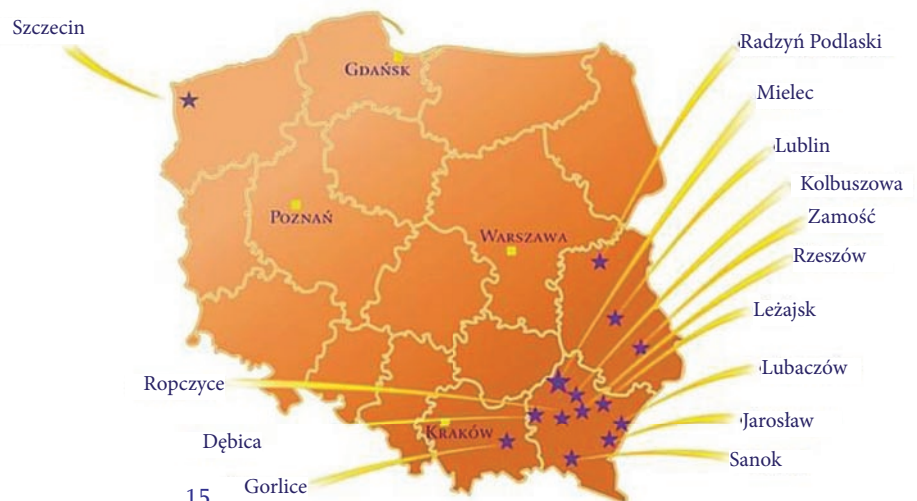 Szczecin
Radzyń Podlaski
Gdańsk
Mielec
Lublin
Kolbuszowa
Poznań
Zamość
Warszawa
Rzeszów
Leżajsk
Lubaczów
Ropczyce
Jarosław
Kraków
Dębica
Sanok
Gorlice
15